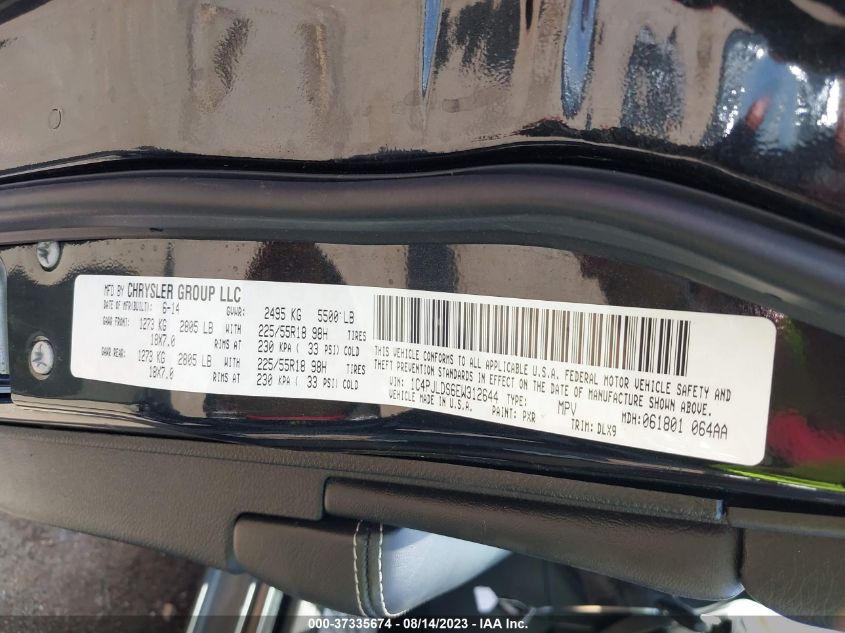 MFD BY CHRYSLER GROUP LLC
DATE OF MFR(BUILT): 6-14 GVWR: 2495 KG 5500 LB
GAWR FRONT: 1273 KG 2805 LB WITH 225/55R18 98H TIRES
18X7.0 RIMS AT 230 KPA ( 33 PSI) COLD
GAWR REAR: 1273 KG 2805 LB WITH 225/55R18 98H TIRES
18X7.0 RIMS AT 230 KPA ( 33 PSI) COLD
THIS VEHICLE CONFORMS TO ALL APPLICABLE U.S.A. FEDERAL MOTOR VEHICLE SAFETY AND
THEFT PREVENTION STANDARDS IN EFFECT ON THE DATE OF MANUFACTURE SHOWN ABOVE.
VIN: 1C4PJLDS6EW312644 TYPE: MPV MDH: 061801 064AA
VEHICLE MADE IN U.S.A. PAINT: PXR TRIM: DLX9
000-37335674 - 08/14/2023 - IAA Inc.